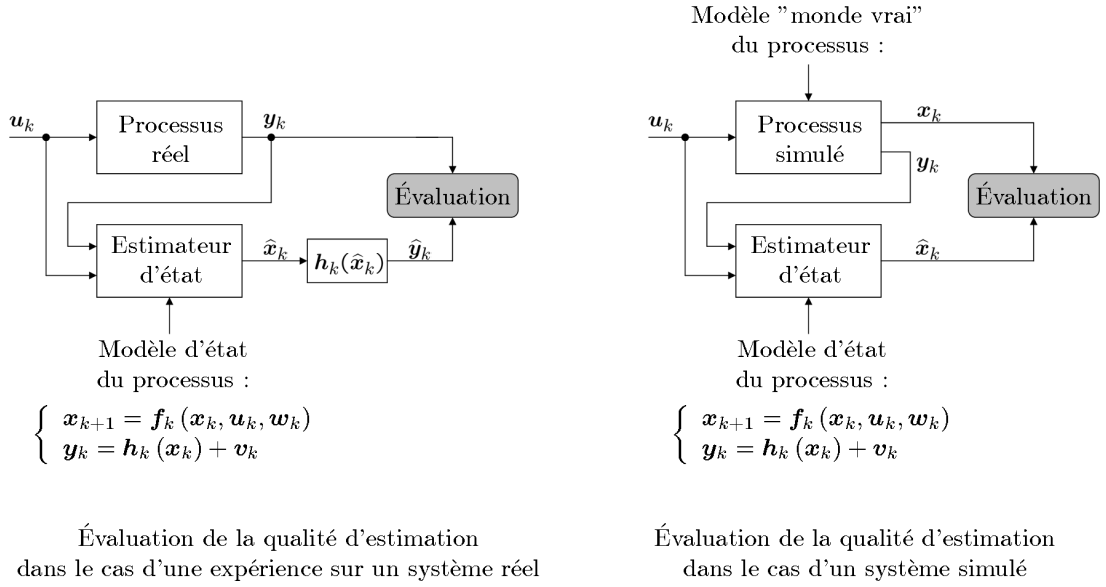 u_k
Processus
réel
y_k
Évaluation
Estimateur
d'état
x̂_k
h_k(x̂_k)
ŷ_k
Modèle d'état
du processus :
{ x_{k+1} = f_k (x_k, u_k, w_k)
y_k = h_k (x_k) + v_k
Évaluation de la qualité d'estimation
dans le cas d'une expérience sur un système réel
Modèle "monde vrai"
du processus :
u_k
Processus
simulé
x_k
y_k
Évaluation
Estimateur
d'état
x̂_k
Modèle d'état
du processus :
{ x_{k+1} = f_k (x_k, u_k, w_k)
y_k = h_k (x_k) + v_k
Évaluation de la qualité d'estimation
dans le cas d'un système simulé